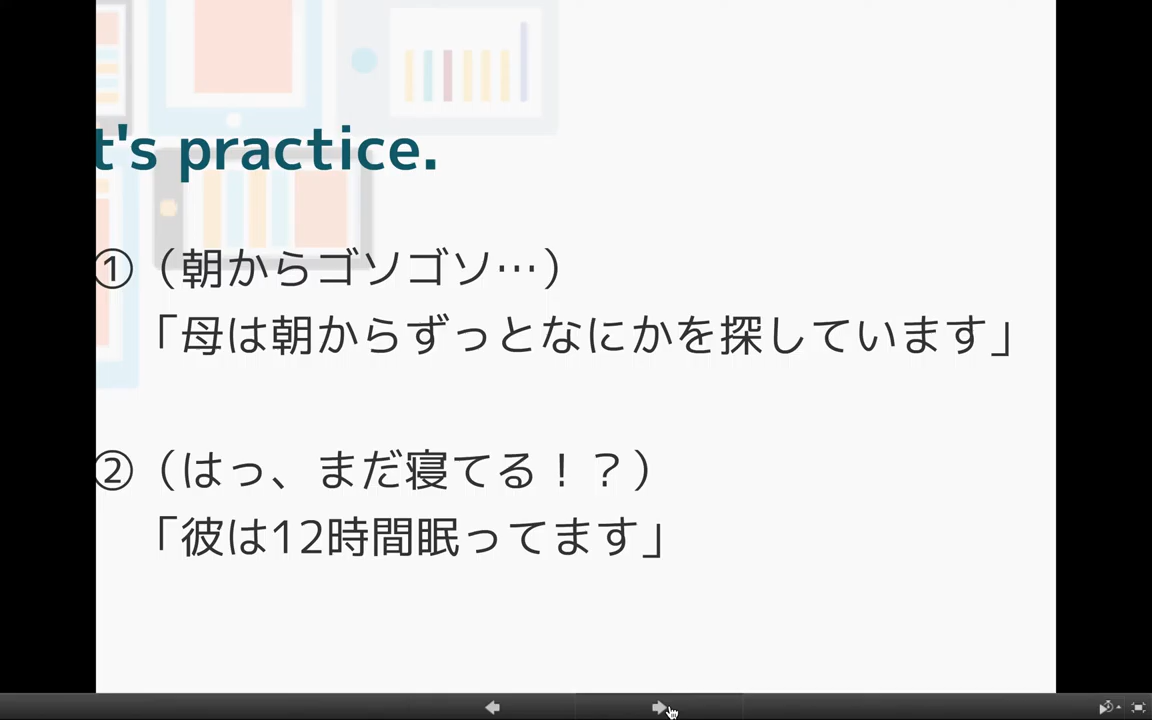 t's practice.
①（朝からゴソゴソ…）
「母は朝からずっとなにかを探しています」
②（はっ、まだ寝てる！？）
「彼は12時間眠ってます」